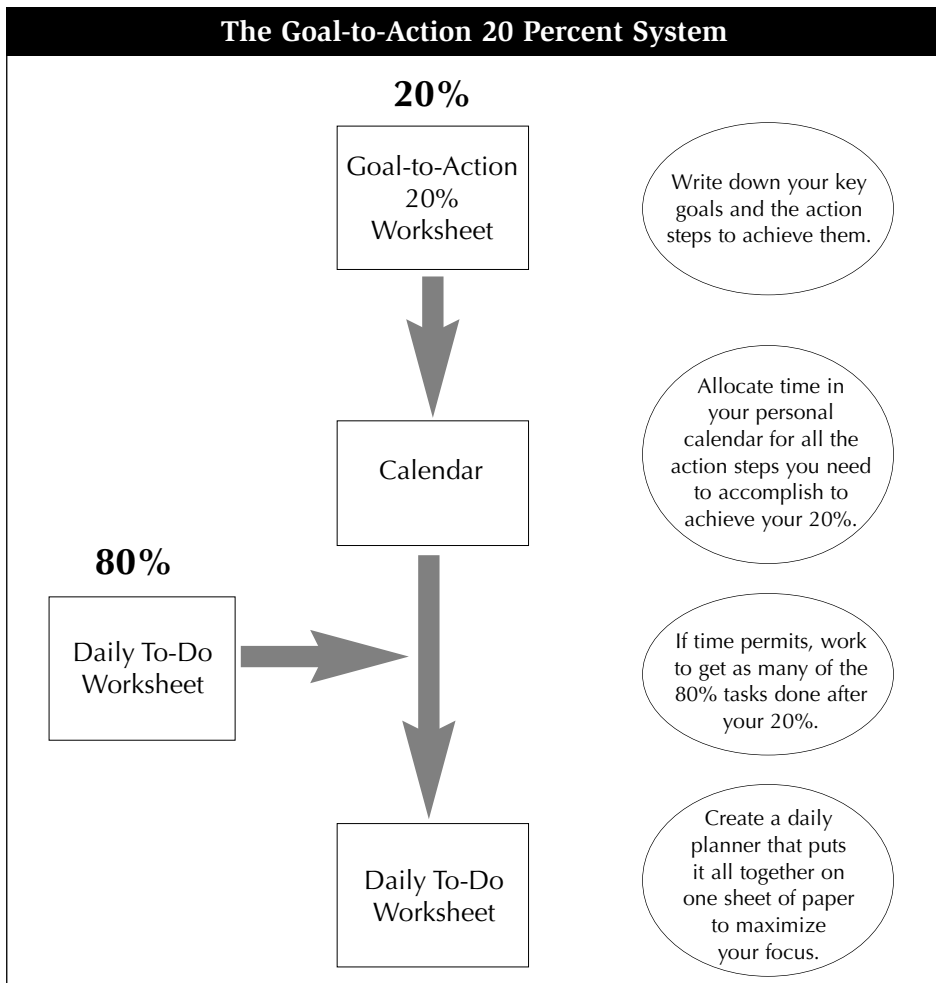 The Goal-to-Action 20 Percent System
20%
Goal-to-Action
20%
Worksheet
Write down your key
goals and the action
steps to achieve them.
Calendar
Allocate time in
your personal
calendar for all the
action steps you need
to accomplish to
achieve your 20%.
80%
Daily To-Do
Worksheet
If time permits, work
to get as many of the
80% tasks done after
your 20%.
Daily To-Do
Worksheet
Create a daily
planner that puts
it all together on
one sheet of paper
to maximize
your focus.